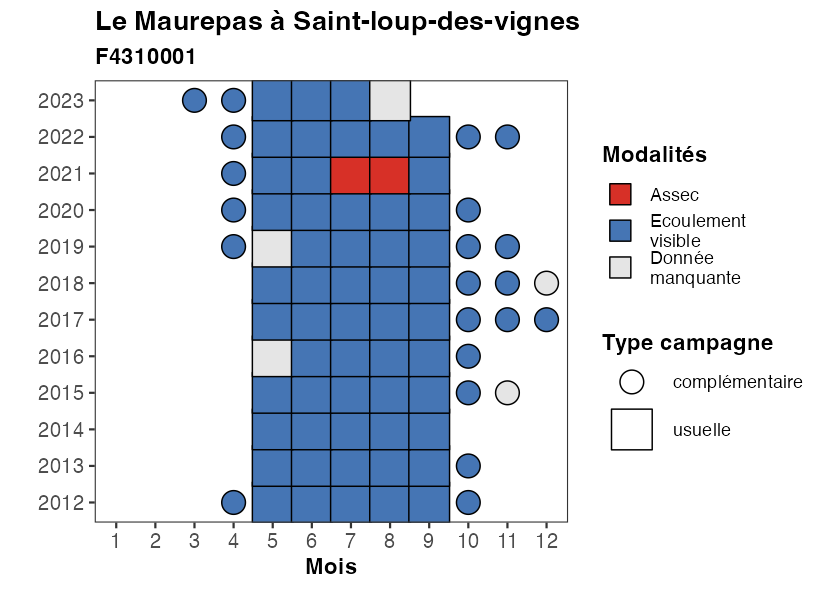 Le Maurepas à Saint-loup-des-vignes
F4310001
2023
2022
2021
2020
2019
2018
2017
2016
2015
2014
2013
2012
1 2 3 4 5 6 7 8 9 10 11 12
Mois
Modalités
Assec
Ecoulement
visible
Donnée
manquante
Type campagne
complémentaire
usuelle